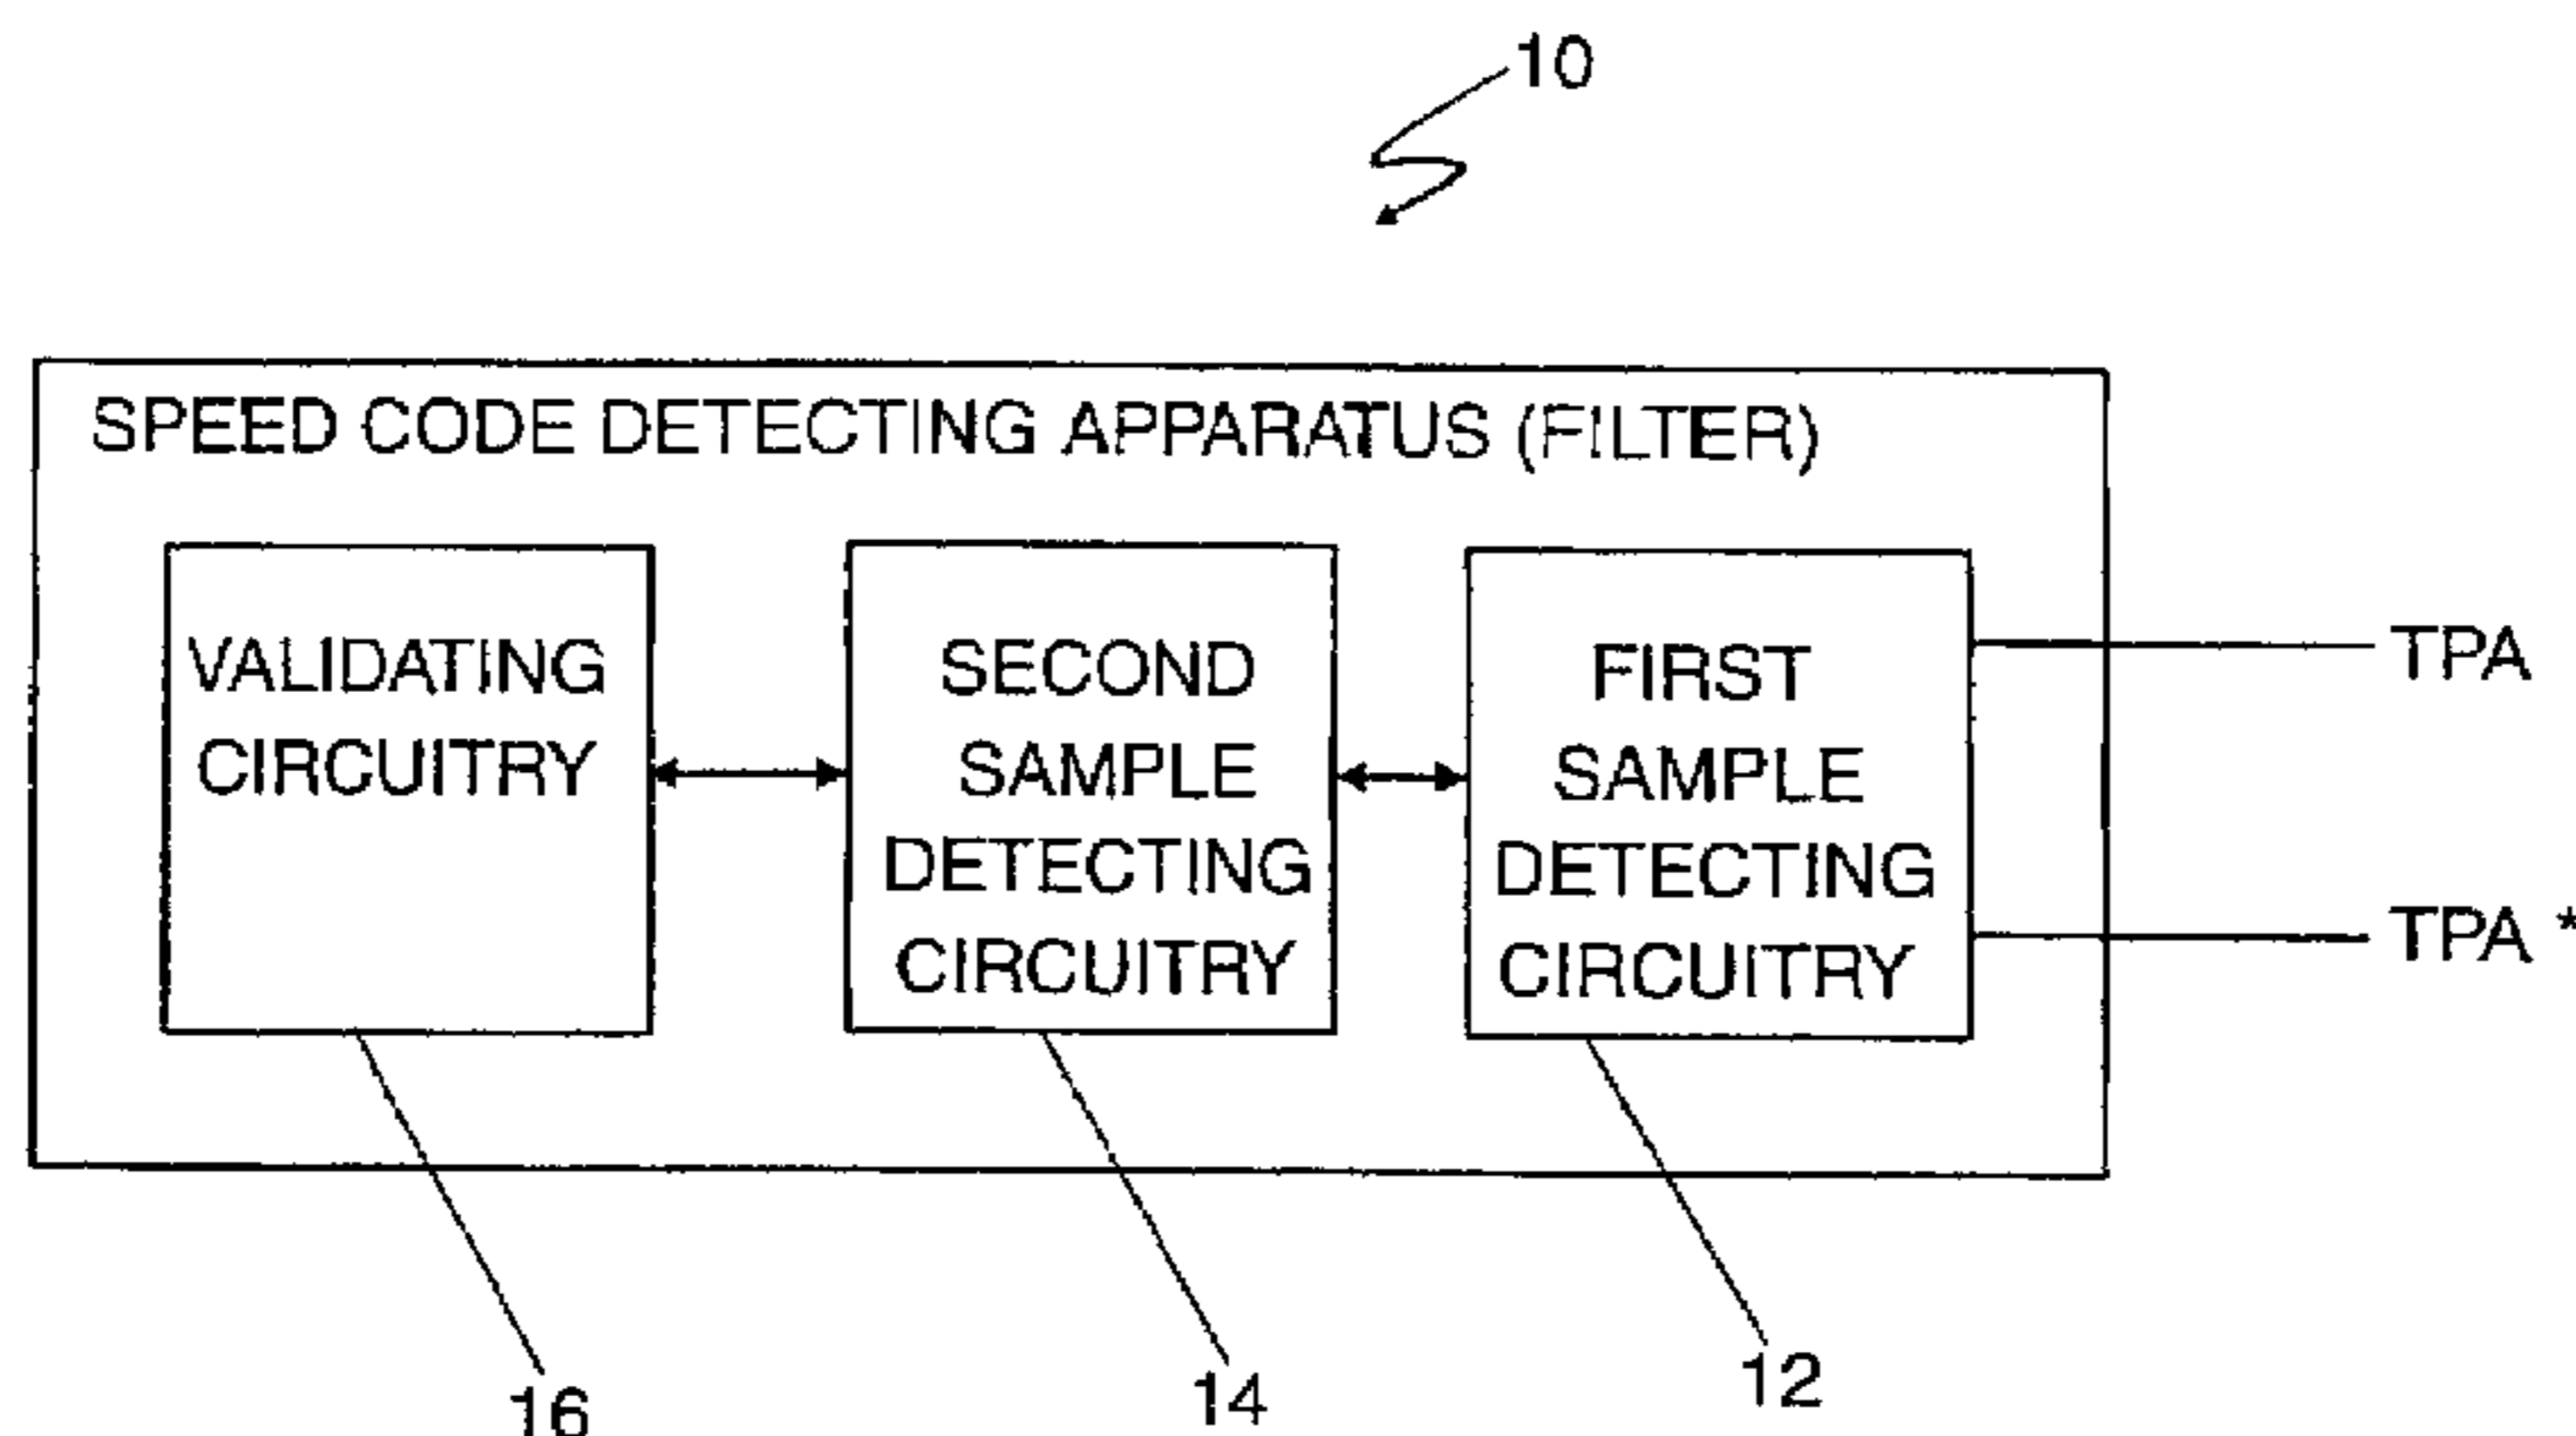 10
SPEED CODE DETECTING APPARATUS (FILTER)
VALIDATING
CIRCUITRY
SECOND
SAMPLE
DETECTING
CIRCUITRY
FIRST
SAMPLE
DETECTING
CIRCUITRY
TPA
TPA *
16
14
12